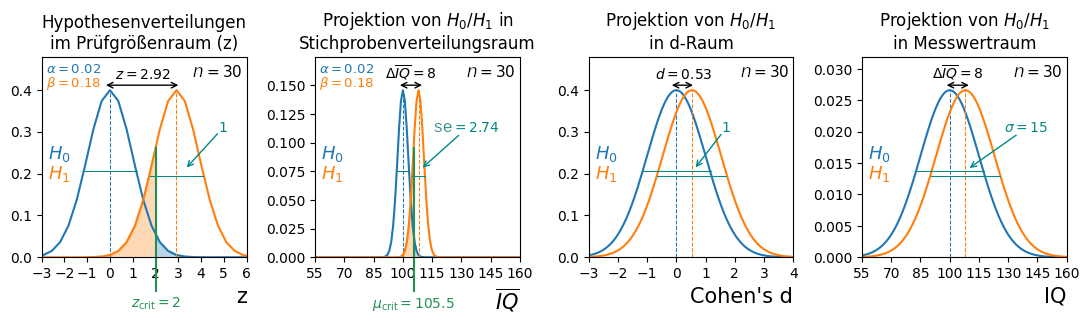 Hypothesenverteilungen
im Prüfgrößenraum (z)
α = 0.02
β = 0.18
z = 2.92
n = 30
1
H₀
H₁
0.4
0.3
0.2
0.1
0.0
−3 −2 −1 0 1 2 3 4 5 6
z_crit = 2
z
Projektion von H₀/H₁ in
Stichprobenverteilungsraum
α = 0.02
β = 0.18
ΔI̅Q̅ = 8
n = 30
se = 2.74
H₀
H₁
0.150
0.125
0.100
0.075
0.050
0.025
0.000
55 70 85 100 115 130 145 160
μ_crit = 105.5
I̅Q̅
Projektion von H₀/H₁
in d-Raum
d = 0.53
n = 30
1
H₀
H₁
0.4
0.3
0.2
0.1
0.0
−3 −2 −1 0 1 2 3 4
Cohen's d
Projektion von H₀/H₁
in Messwertraum
ΔI̅Q̅ = 8
n = 30
σ = 15
H₀
H₁
0.030
0.025
0.020
0.015
0.010
0.005
0.000
55 70 85 100 115 130 145 160
IQ